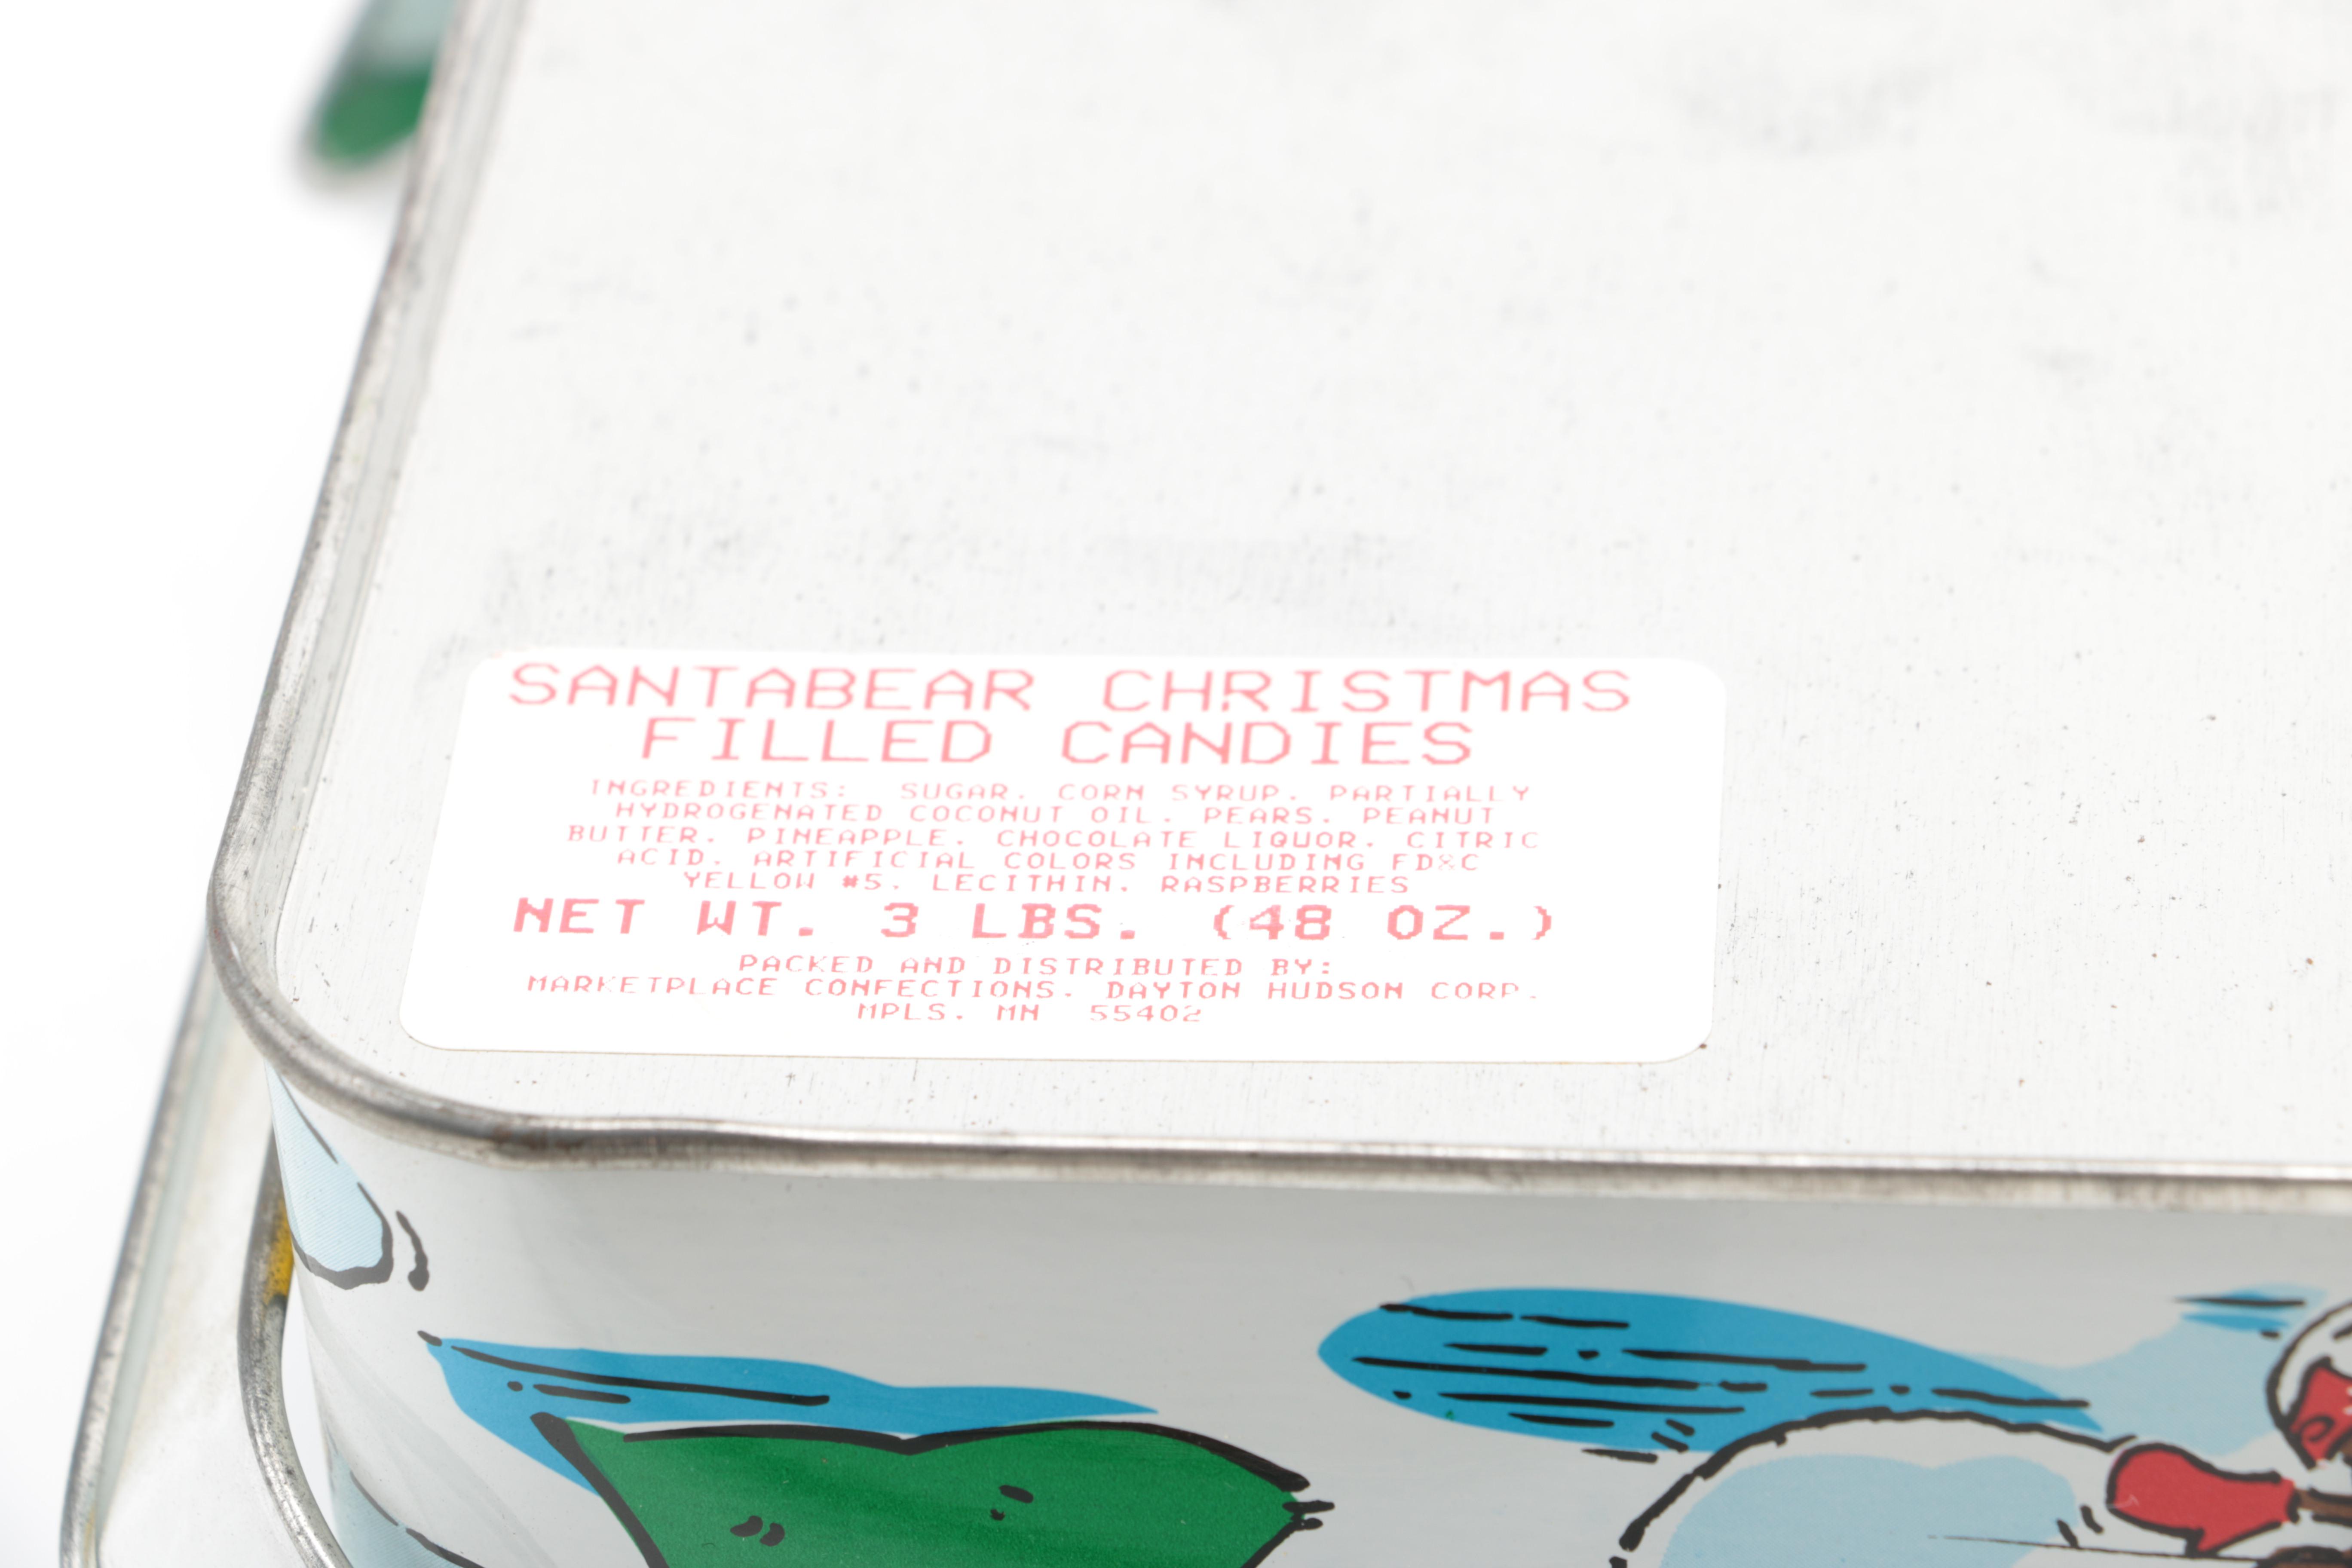 SANTABEAR CHRISTMAS
FILLED CANDIES
INGREDIENTS: SUGAR, CORN SYRUP, PARTIALLY
HYDROGENATED COCONUT OIL, PEARS, PEANUT
BUTTER, PINEAPPLE, CHOCOLATE LIQUOR, CITRIC
ACID, ARTIFICIAL COLORS INCLUDING FD&C
YELLOW #5, LECITHIN, RASPBERRIES
NET WT. 3 LBS. (48 OZ.)
PACKED AND DISTRIBUTED BY:
MARKETPLACE CONFECTIONS, DAYTON HUDSON CORP.
MPLS. MN 55402